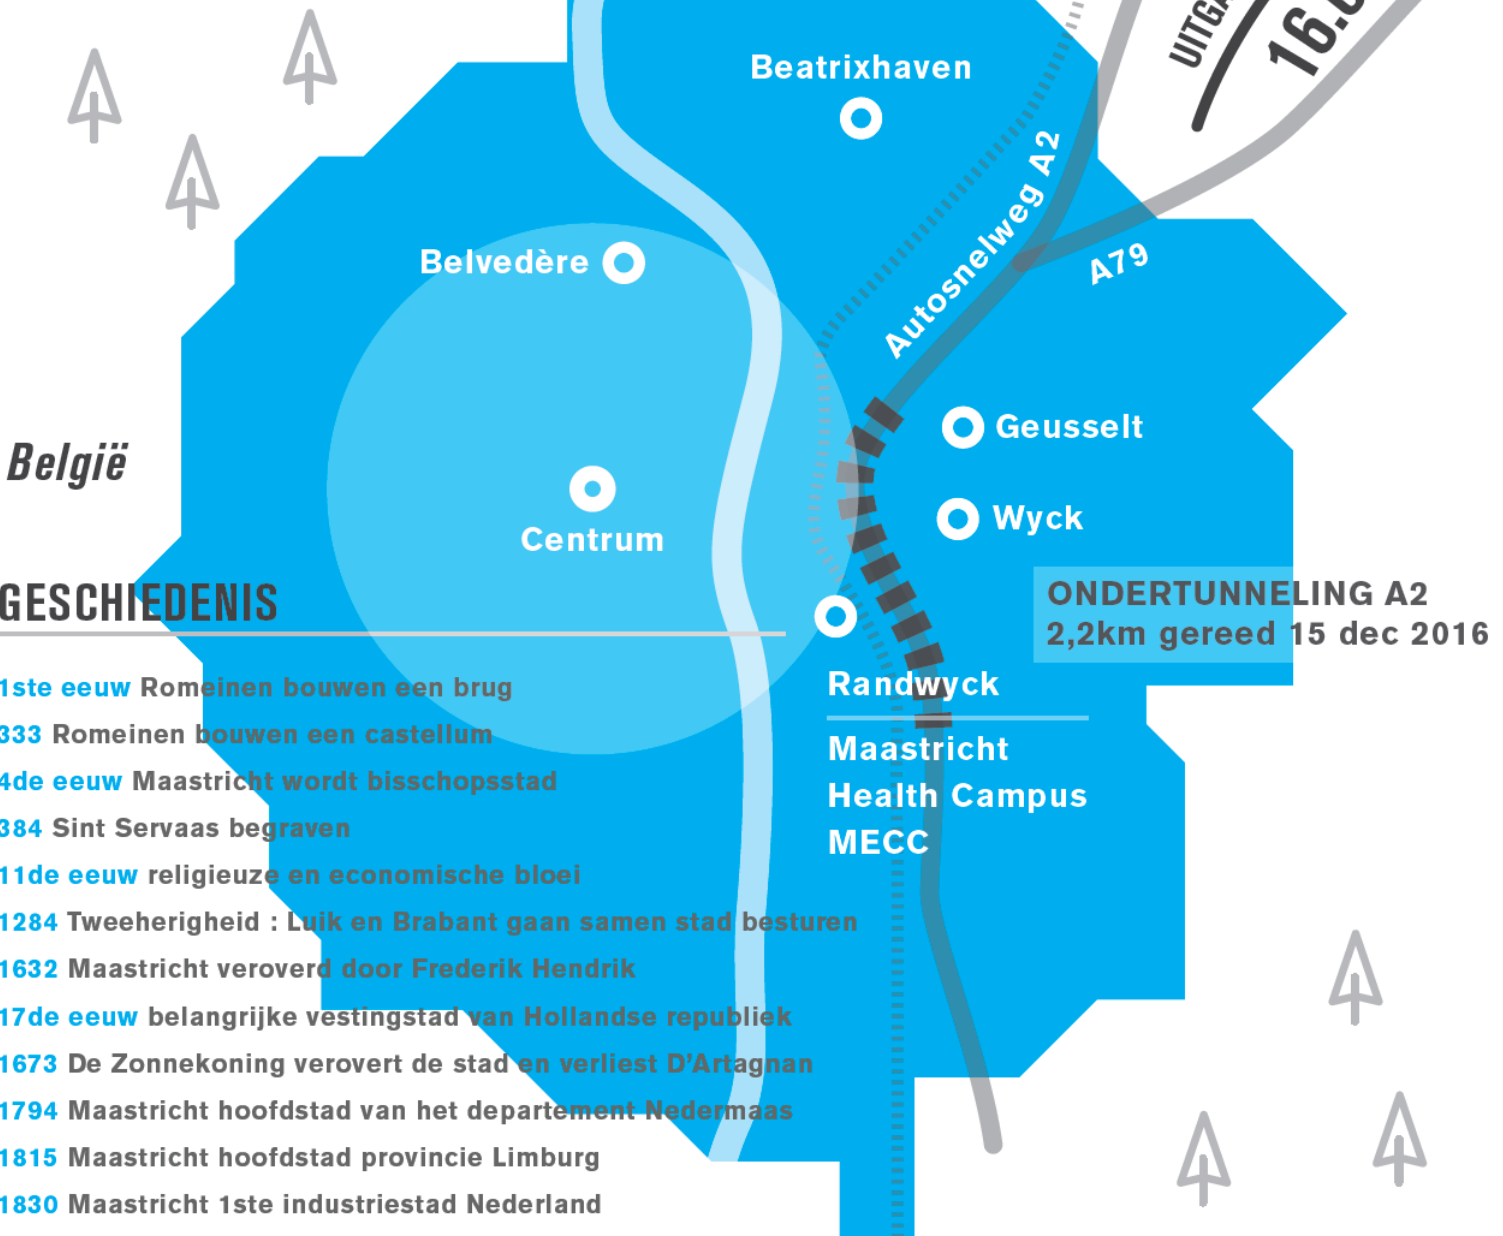 Beatrixhaven
Autosnelweg A2
A79
Belvedère
België
Geusselt
Wyck
Centrum
ONDERTUNNELING A2
2,2km gereed 15 dec 2016
Randwyck
Maastricht
Health Campus
MECC
GESCHIEDENIS
1ste eeuw Romeinen bouwen een brug
333 Romeinen bouwen een castellum
4de eeuw Maastricht wordt bisschopsstad
384 Sint Servaas begraven
11de eeuw religieuze en economische bloei
1284 Tweeherigheid : Luik en Brabant gaan samen stad besturen
1632 Maastricht veroverd door Frederik Hendrik
17de eeuw belangrijke vestingstad van Hollandse republiek
1673 De Zonnekoning verovert de stad en verliest D’Artagnan
1794 Maastricht hoofdstad van het departement Nedermaas
1815 Maastricht hoofdstad provincie Limburg
1830 Maastricht 1ste industriestad Nederland